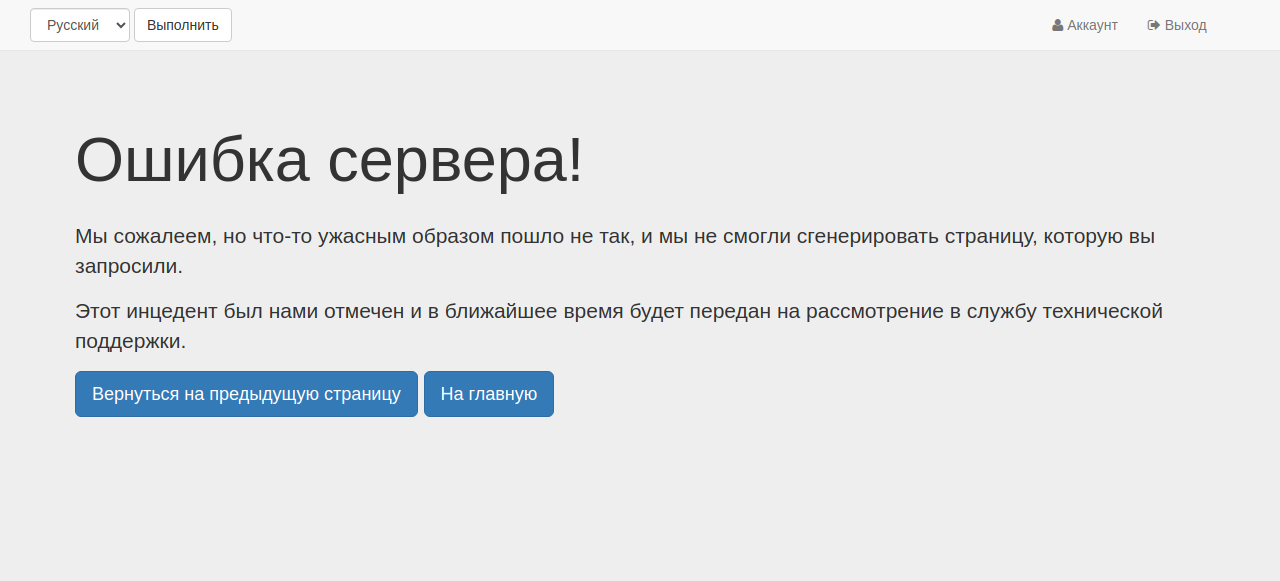 Русский Выполнить Аккаунт Выход
Ошибка сервера!
Мы сожалеем, но что-то ужасным образом пошло не так, и мы не смогли сгенерировать страницу, которую вы
запросили.
Этот инцедент был нами отмечен и в ближайшее время будет передан на рассмотрение в службу технической
поддержки.
Вернуться на предыдущую страницу На главную